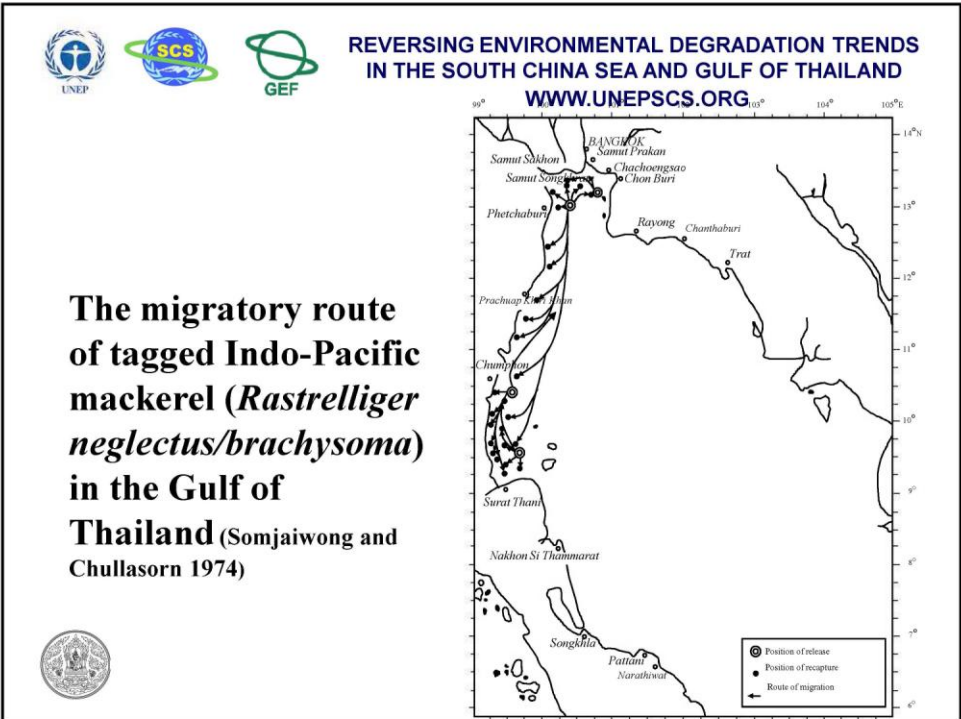 UNEP
SCS
GEF
REVERSING ENVIRONMENTAL DEGRADATION TRENDS
IN THE SOUTH CHINA SEA AND GULF OF THAILAND
WWW.UNEPSCS.ORG
The migratory route
of tagged Indo-Pacific
mackerel (Rastrelliger
neglectus/brachysoma)
in the Gulf of
Thailand (Somjaiwong and
Chullasorn 1974)
99° 103° 104° 105°E
14°N
BANGKOK
Samut Prakan
Samut Sakhon
Chachoengsao
Samut Songkhram
Chon Buri
13°
Phetchaburi
Rayong
Chanthaburi
Trat
12°
Prachuap Khiri Khan
11°
Chumphon
10°
9°
Surat Thani
8°
Nakhon Si Thammarat
7°
Songkhla
Pattani
Narathiwat
6°
Position of release
Position of recapture
Route of migration